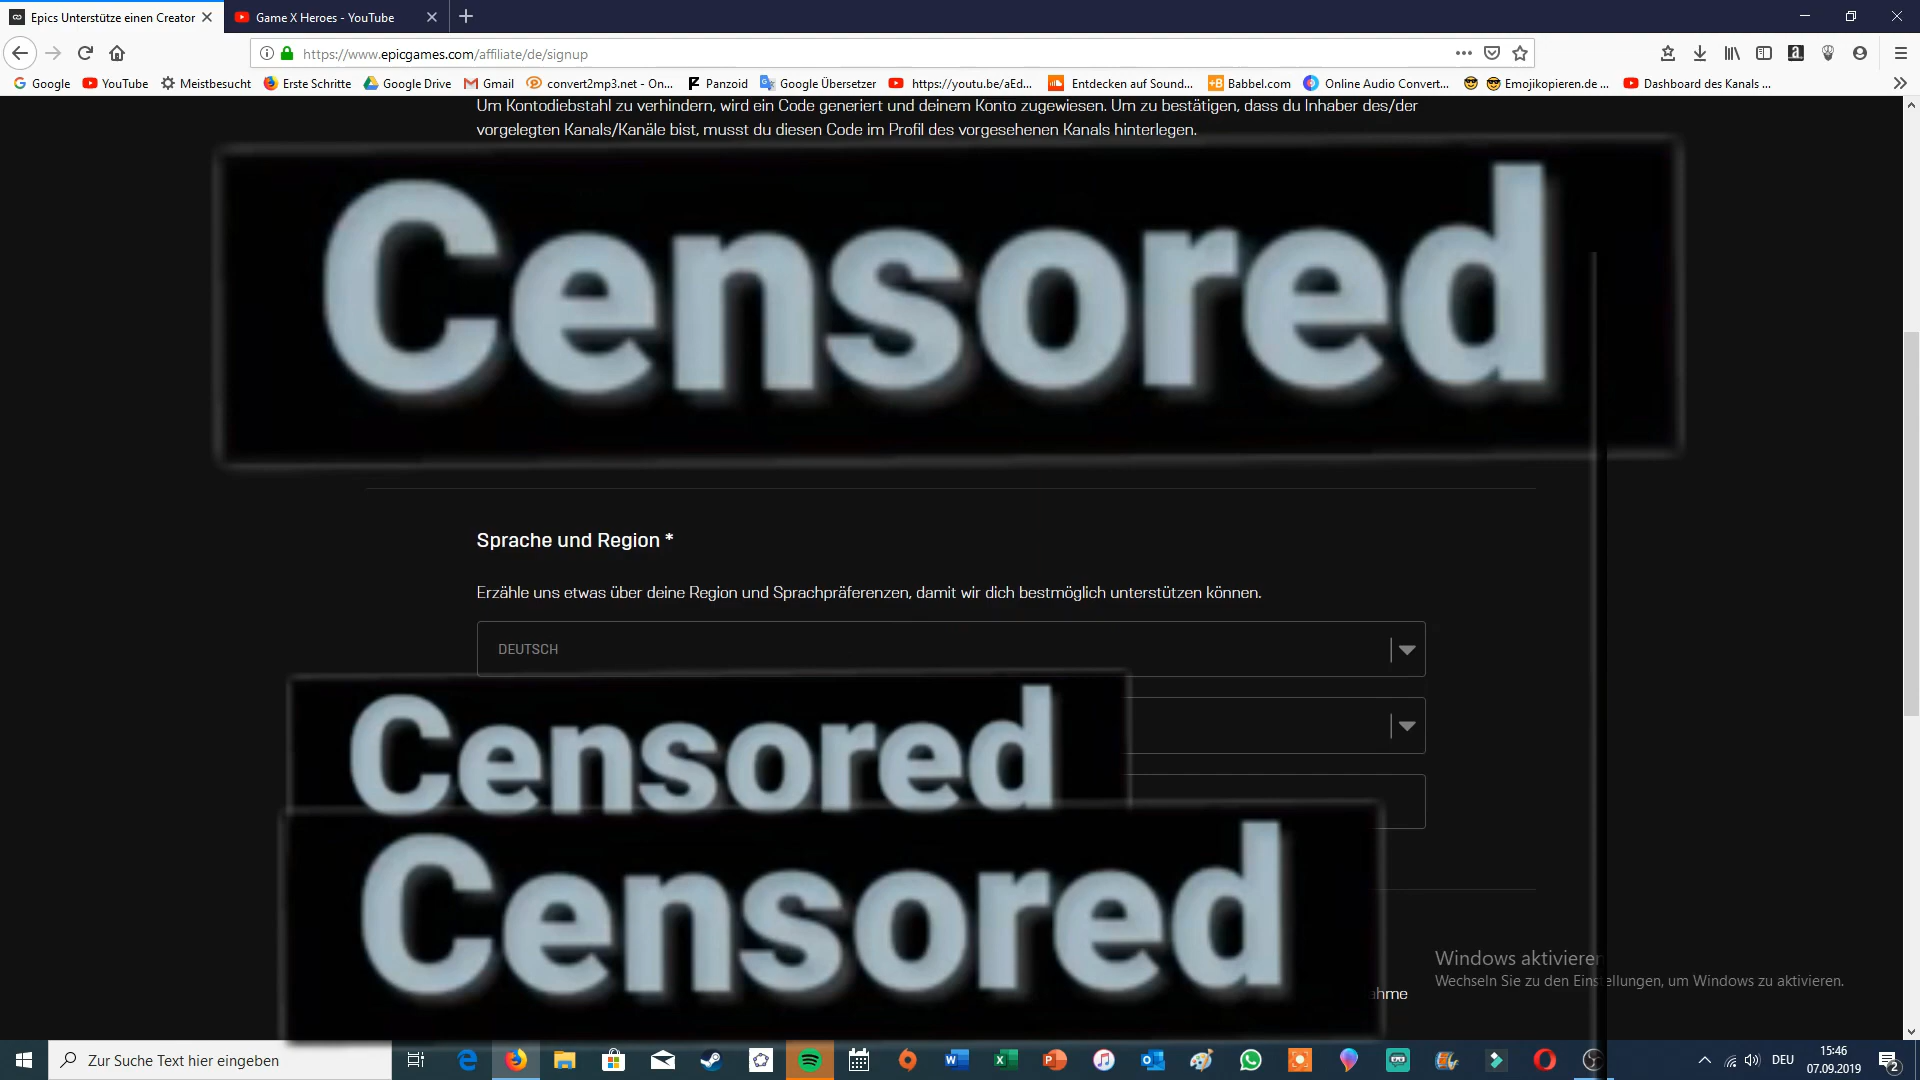 Epics Unterstütze einen Creator
Game X Heroes - YouTube
https://www.epicgames.com/affiliate/de/signup
Google
YouTube
Meistbesucht
Erste Schritte
Google Drive
Gmail
convert2mp3.net - On...
Panzoid
Google Übersetzer
https://youtu.be/aEd...
Entdecken auf Sound...
Babbel.com
Online Audio Convert...
Emojikopieren.de ...
Dashboard des Kanals ...
Um Kontodiebstahl zu verhindern, wird ein Code generiert und deinem Konto zugewiesen. Um zu bestätigen, dass du Inhaber des/der
vorgelegten Kanals/Kanäle bist, musst du diesen Code im Profil des vorgesehenen Kanals hinterlegen.
Censored
Sprache und Region *
Erzähle uns etwas über deine Region und Sprachpräferenzen, damit wir dich bestmöglich unterstützen können.
DEUTSCH
Censored
Censored
Windows aktivieren
Wechseln Sie zu den Einstellungen, um Windows zu aktivieren.
ahme
Zur Suche Text hier eingeben
DEU
15:46
07.09.2019
2